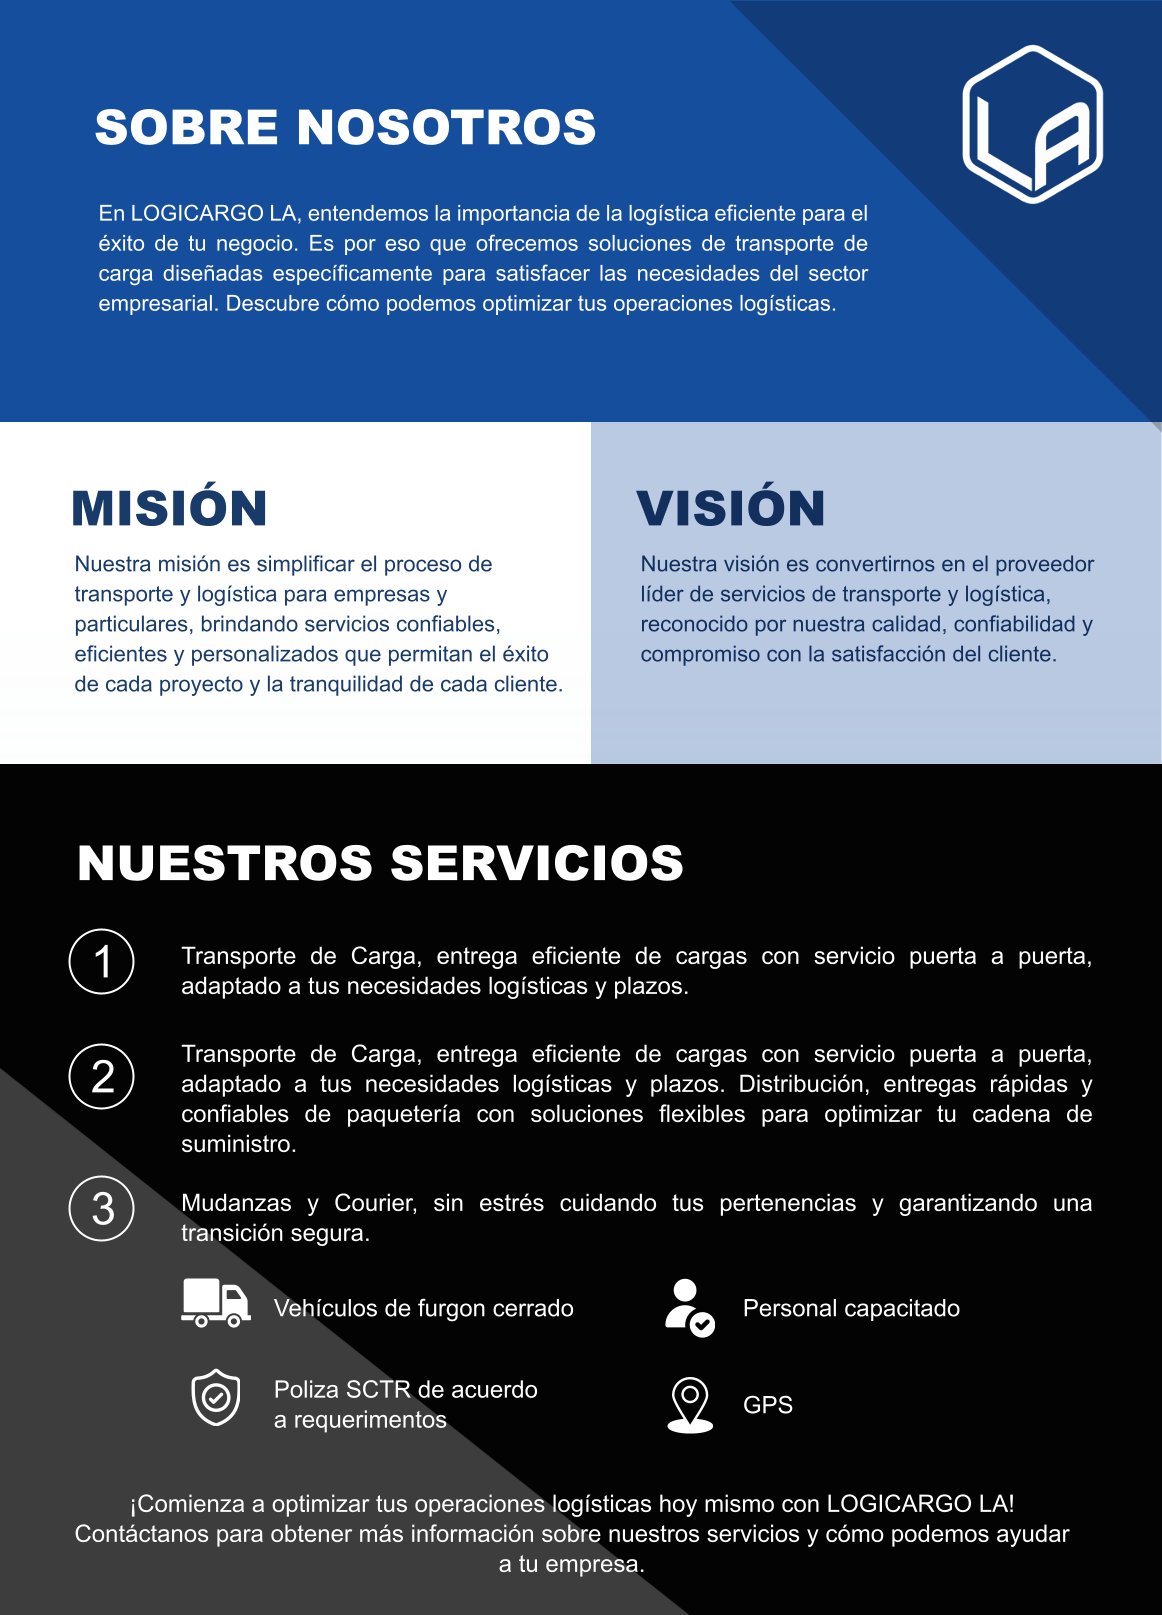 LA
SOBRE NOSOTROS
En LOGICARGO LA, entendemos la importancia de la logística eficiente para el
éxito de tu negocio. Es por eso que ofrecemos soluciones de transporte de
carga diseñadas específicamente para satisfacer las necesidades del sector
empresarial. Descubre cómo podemos optimizar tus operaciones logísticas.
MISIÓN
Nuestra misión es simplificar el proceso de
transporte y logística para empresas y
particulares, brindando servicios confiables,
eficientes y personalizados que permitan el éxito
de cada proyecto y la tranquilidad de cada cliente.
VISIÓN
Nuestra visión es convertirnos en el proveedor
líder de servicios de transporte y logística,
reconocido por nuestra calidad, confiabilidad y
compromiso con la satisfacción del cliente.
NUESTROS SERVICIOS
1
Transporte de Carga, entrega eficiente de cargas con servicio puerta a puerta,
adaptado a tus necesidades logísticas y plazos.
2
Transporte de Carga, entrega eficiente de cargas con servicio puerta a puerta,
adaptado a tus necesidades logísticas y plazos. Distribución, entregas rápidas y
confiables de paquetería con soluciones flexibles para optimizar tu cadena de
suministro.
3
Mudanzas y Courier, sin estrés cuidando tus pertenencias y garantizando una
transición segura.
Vehículos de furgon cerrado
Personal capacitado
Poliza SCTR de acuerdo
a requerimentos
GPS
¡Comienza a optimizar tus operaciones logísticas hoy mismo con LOGICARGO LA!
Contáctanos para obtener más información sobre nuestros servicios y cómo podemos ayudar
a tu empresa.